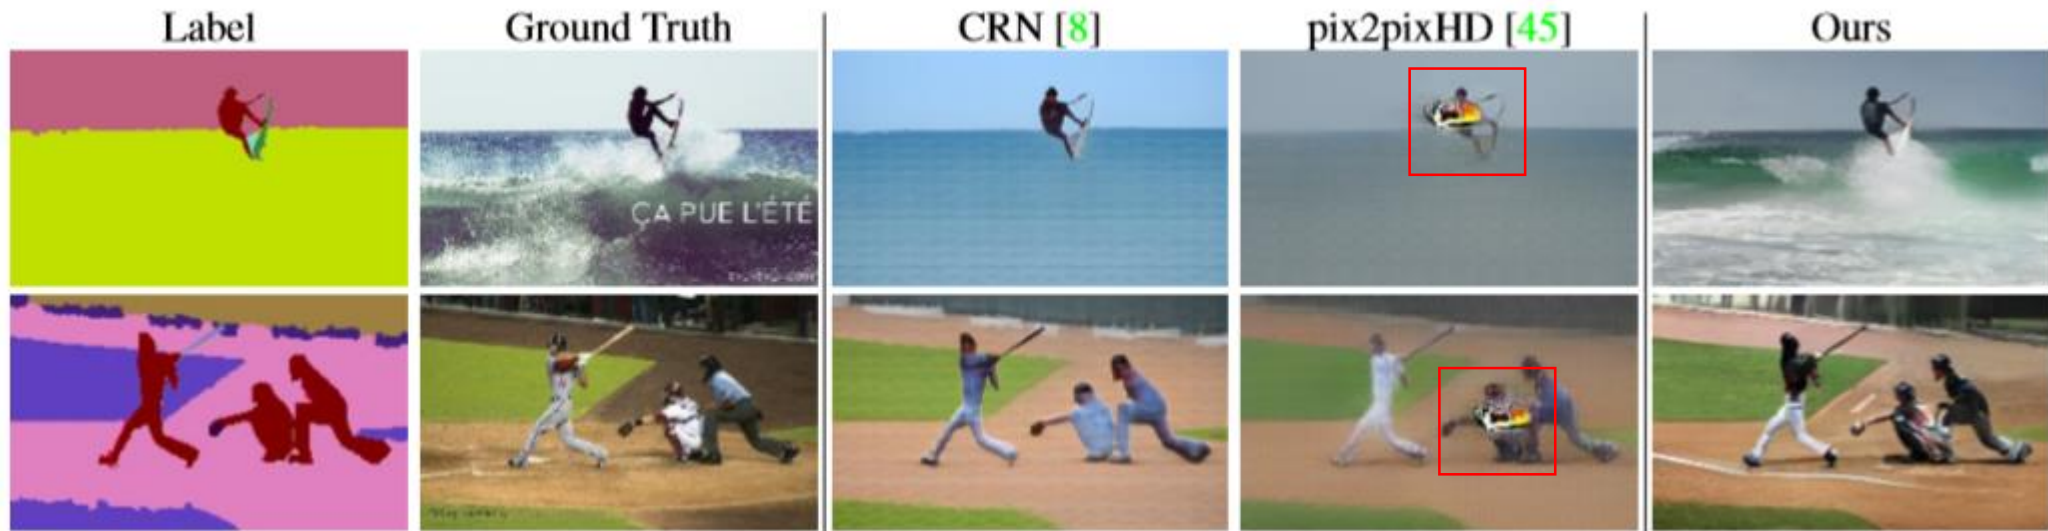 Label
Ground Truth
CRN [8]
pix2pixHD [45]
Ours
ÇA PUE L'ÉTÉ